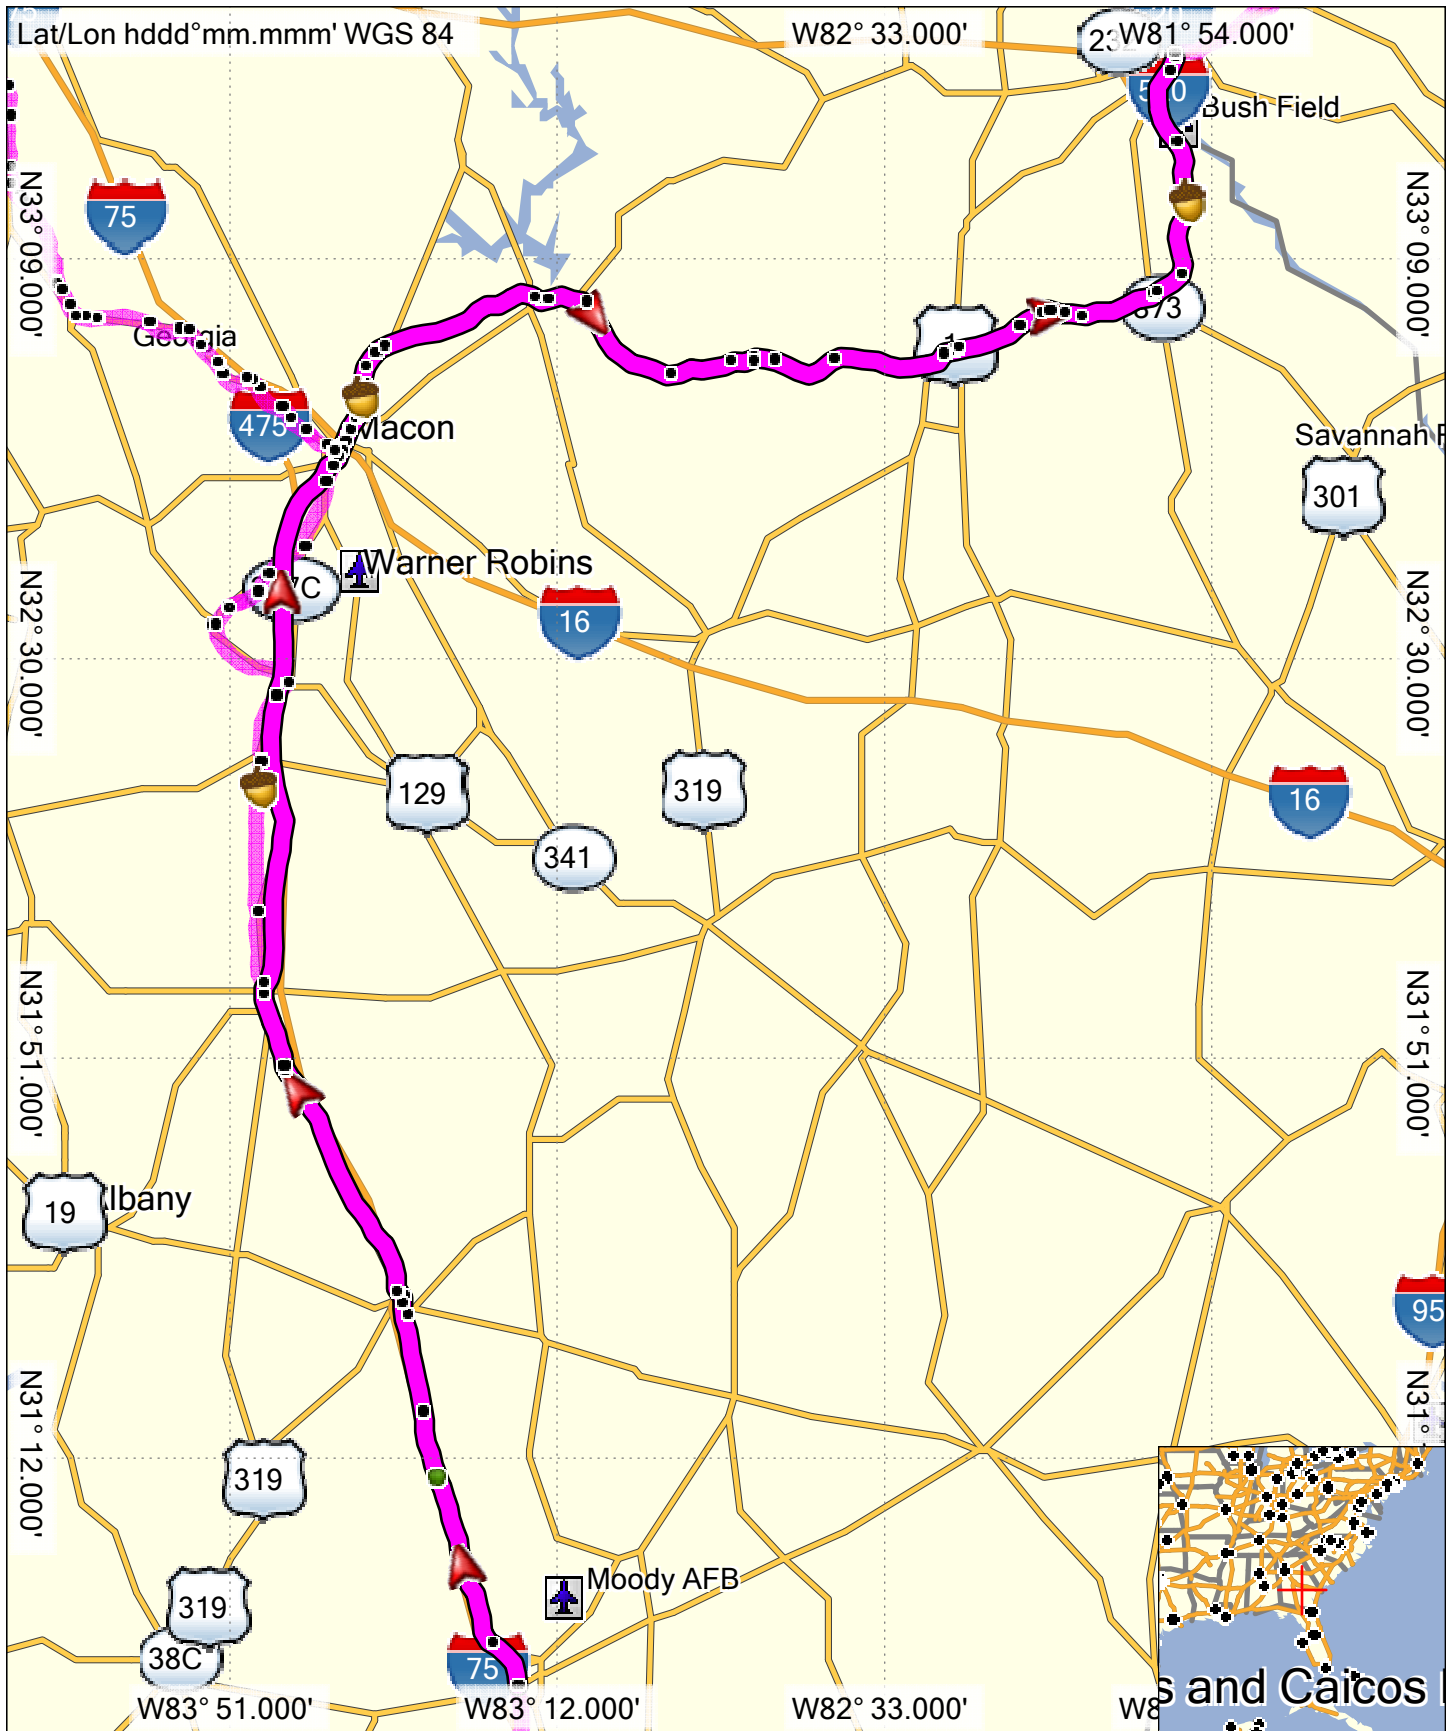 Lat/Lon hddd°mm.mmm' WGS 84
W82° 33.000'
W81° 54.000'
Bush Field
75
N33° 09.000'
N33° 09.000'
Georgia
1
475
Macon
Savannah
301
Warner Robins
16
N32° 30.000'
N32° 30.000'
129
319
16
341
N31° 51.000'
N31° 51.000'
19
lbany
95
N31° 12.000'
N31°
319
Moody AFB
319
38C
75
s and Caicos
W83° 51.000'
W83° 12.000'
W82° 33.000'